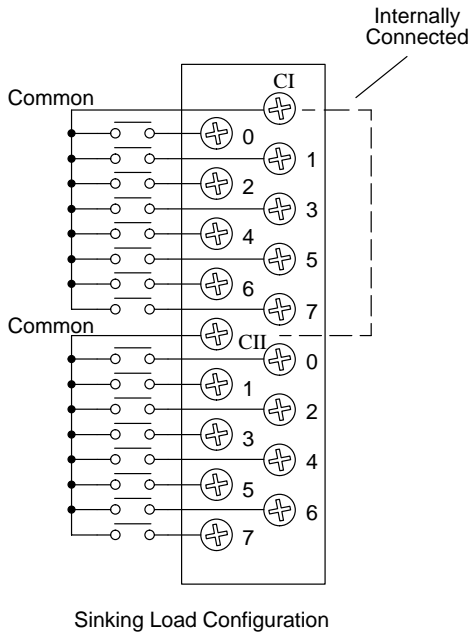 Internally
Connected
CI
Common
0
1
2
3
4
5
6
7
Common
CII
0
1
2
3
4
5
6
7
Sinking Load Configuration